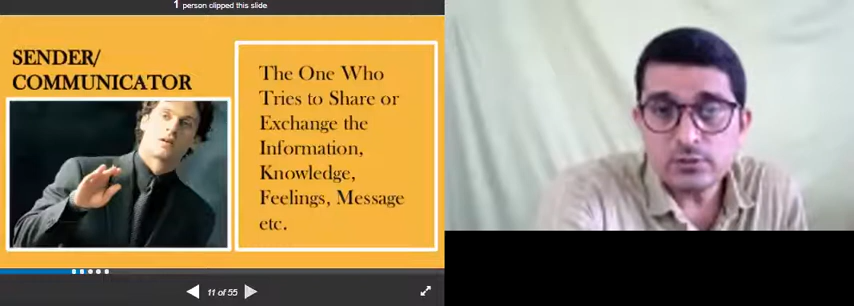 1 person clipped this slide
SENDER/
COMMUNICATOR
The One Who
Tries to Share or
Exchange the
Information,
Knowledge,
Feelings, Message
etc.
11 of 55